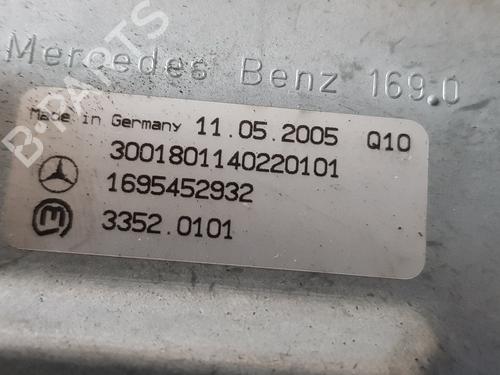 B-PARTS
Mercedes Benz 169.0
Made in Germany 11.05.2005 Q10
3001801140220101
1695452932
3352.0101